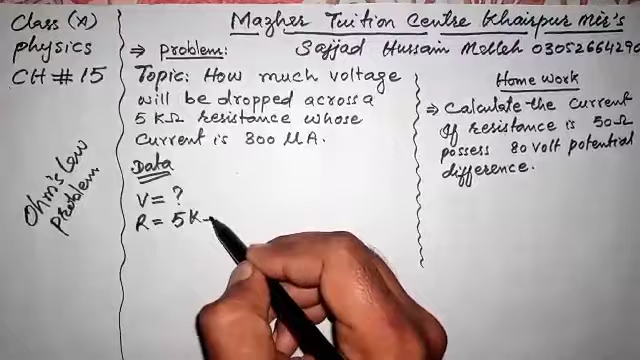 Class (X)
physics
CH # 15
Ohm's Law
Problem
Mazher Tuition Centre Khairpur Mir's
⇒ Problem: Sajjad Hussain Melleh 03052664290
Topic: How much voltage
will be dropped across a
5 KΩ resistance whose
Current is 300 μA.
Data
V = ?
R = 5K
Home work
⇒ Calculate the current
If resistance is 50Ω
possess 80 volt potential
difference.